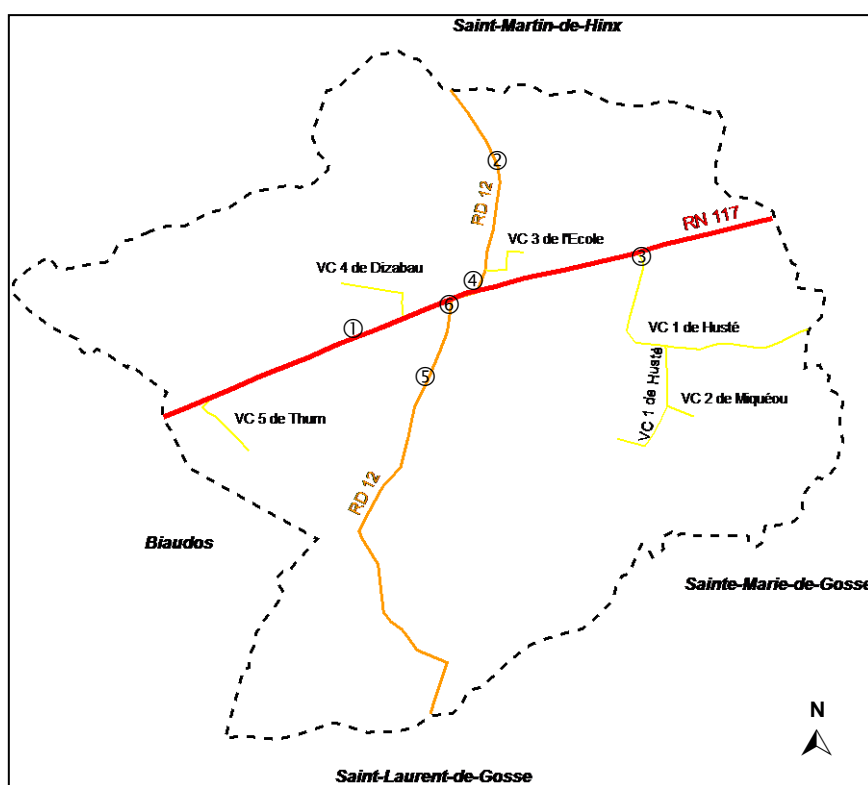 Saint-Martin-de-Hinx
②
RD 12
RN 117
VC 3 de l'Ecole
③
VC 4 de Dizabau
④
⑥
①
VC 1 de Husté
⑤
VC 1 de Husté
VC 2 de Miquéou
VC 5 de Thurn
RD 12
Biaudos
Sainte-Marie-de-Gosse
N
Saint-Laurent-de-Gosse